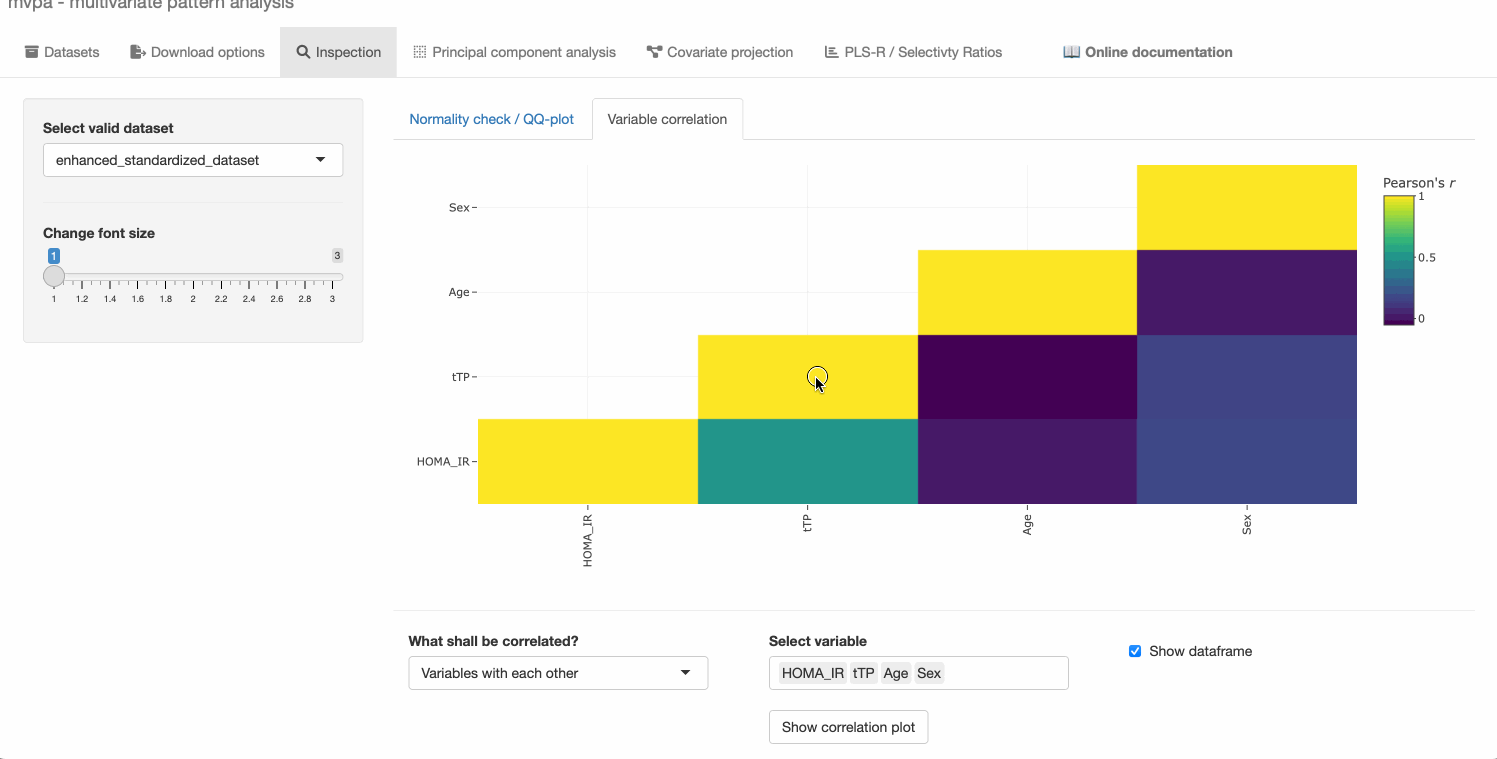 mvpa - multivariate pattern analysis
Datasets Download options Inspection Principal component analysis Covariate projection PLS-R / Selectivty Ratios Online documentation
Select valid dataset
enhanced_standardized_dataset
Change font size
1 3
1 1.2 1.4 1.6 1.8 2 2.2 2.4 2.6 2.8 3
Normality check / QQ-plot Variable correlation
Pearson's r
1
0.5
0
Sex
Age
tTP
HOMA_IR
HOMA_IR tTP Age Sex
What shall be correlated?
Variables with each other
Select variable
HOMA_IR tTP Age Sex
Show correlation plot
Show dataframe